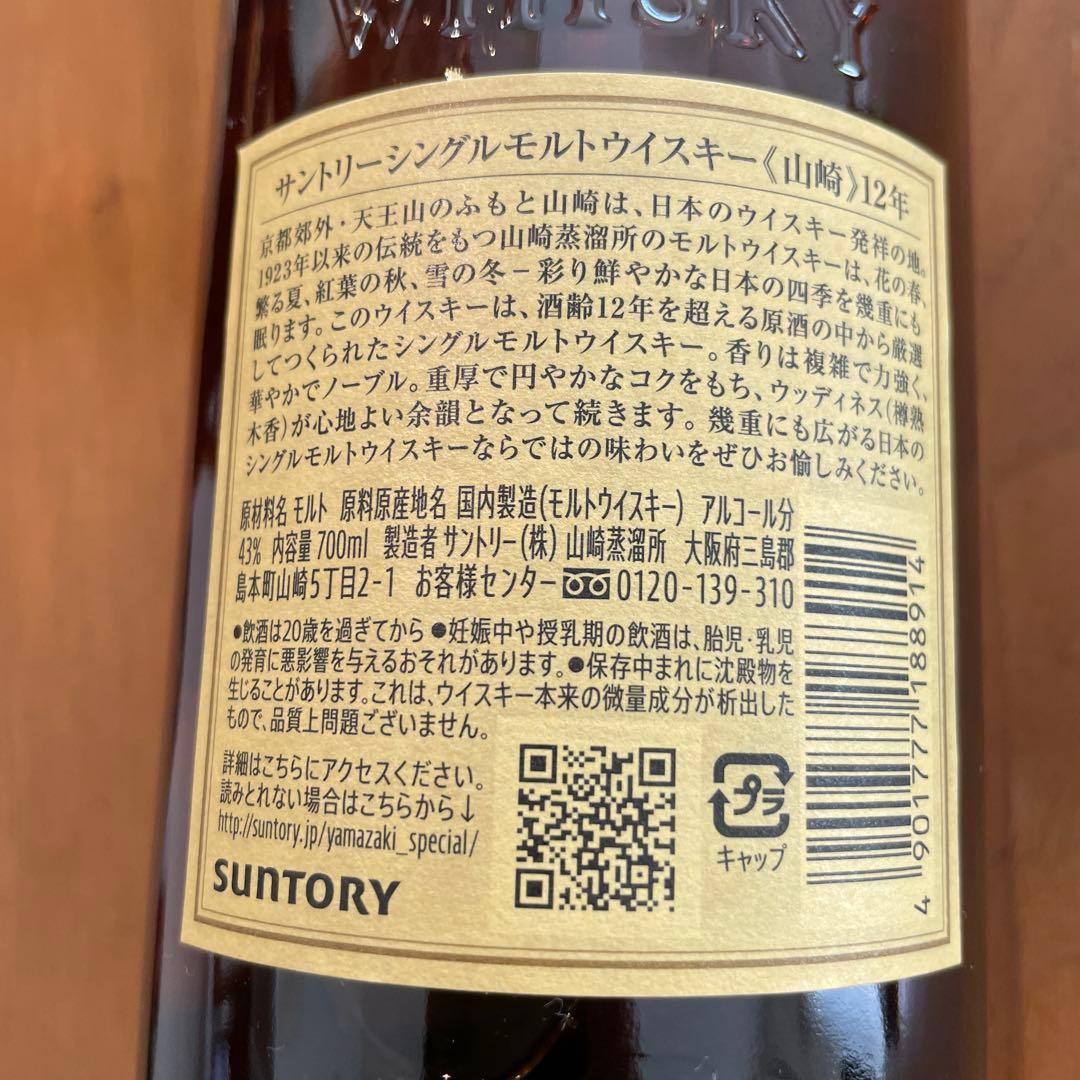 WHISKY
サントリーシングルモルトウイスキー《山崎》12年
京都郊外・天王山のふもと山崎は、日本のウイスキー発祥の地。
1923年以来の伝統をもつ山崎蒸溜所のモルトウイスキーは、花の春、
繁る夏、紅葉の秋、雪の冬－彩り鮮やかな日本の四季を幾重にも
眠ります。このウイスキーは、酒齢12年を超える原酒の中から厳選
してつくられたシングルモルトウイスキー。香りは複雑で力強く、
華やかでノーブル。重厚で円やかなコクをもち、ウッディネス(樽熟
木香)が心地よい余韻となって続きます。幾重にも広がる日本の
シングルモルトウイスキーならではの味わいをぜひお愉しみください。
原材料名 モルト 原料原産地名 国内製造(モルトウイスキー) アルコール分
43% 内容量 700ml 製造者 サントリー(株) 山崎蒸溜所 大阪府三島郡
島本町山崎5丁目2-1 お客様センター 0120-139-310
●飲酒は20歳を過ぎてから ●妊娠中や授乳期の飲酒は、胎児・乳児
の発育に悪影響を与えるおそれがあります。●保存中まれに沈殿物を
生じることがあります。これは、ウイスキー本来の微量成分が析出した
もので、品質上問題ございません。
詳細はこちらにアクセスください。
読みとれない場合はこちらから↓
http://suntory.jp/yamazaki_special/
SUNTORY
プラ
キャップ
4 901777 188914